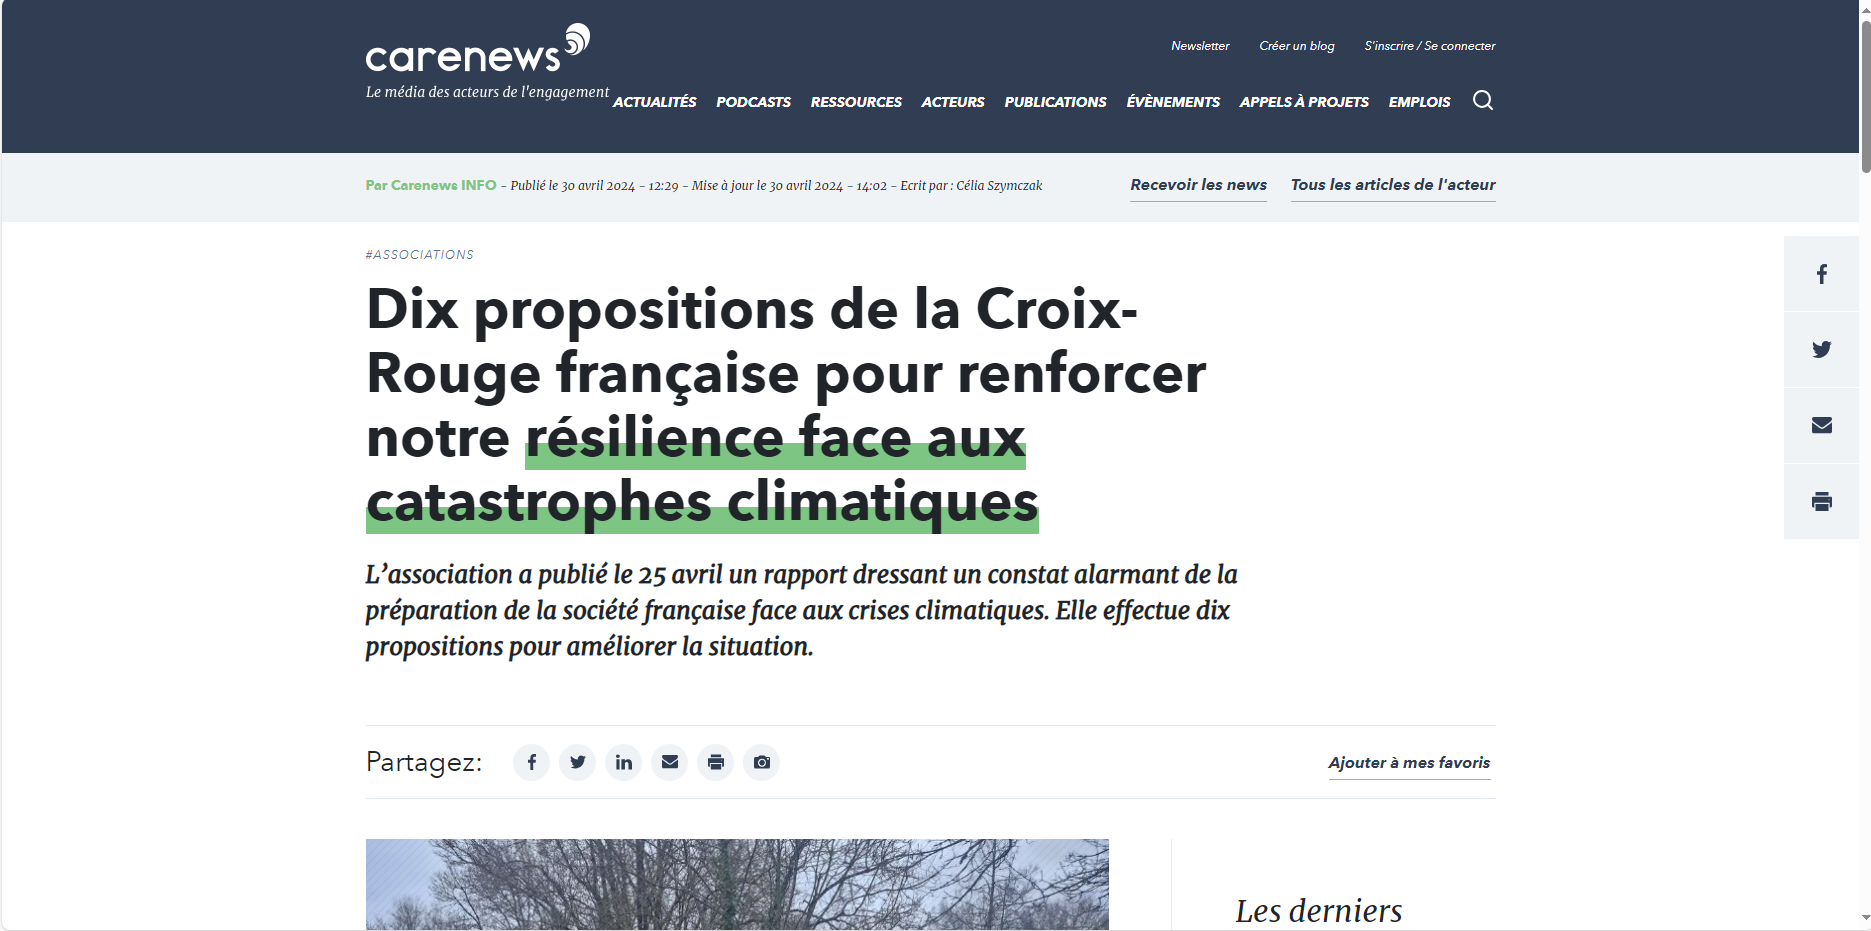 carenews
Le média des acteurs de l'engagement
Newsletter Créer un blog S'inscrire / Se connecter
ACTUALITÉS PODCASTS RESSOURCES ACTEURS PUBLICATIONS ÉVÈNEMENTS APPELS À PROJETS EMPLOIS
Par Carenews INFO - Publié le 30 avril 2024 - 12:29 - Mise à jour le 30 avril 2024 - 14:02 - Ecrit par : Célia Szymczak
Recevoir les news Tous les articles de l'acteur
#ASSOCIATIONS
Dix propositions de la Croix-
Rouge française pour renforcer
notre résilience face aux
catastrophes climatiques
L’association a publié le 25 avril un rapport dressant un constat alarmant de la
préparation de la société française face aux crises climatiques. Elle effectue dix
propositions pour améliorer la situation.
Partagez:
Ajouter à mes favoris
Les derniers